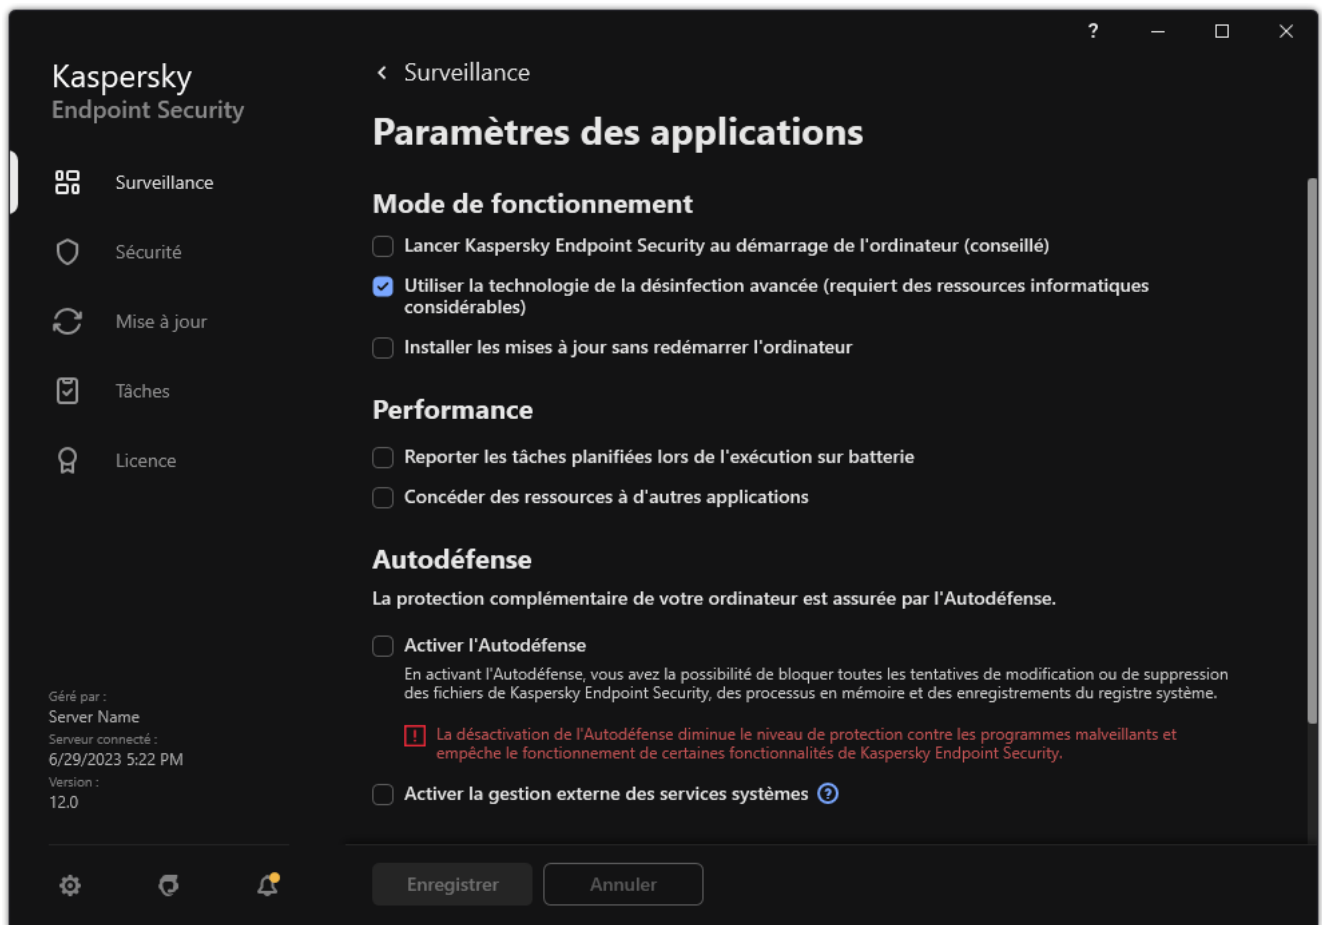 ?
Kaspersky
Endpoint Security
Surveillance
Sécurité
Mise à jour
Tâches
Licence
Géré par :
Server Name
Serveur connecté :
6/29/2023 5:22 PM
Version :
12.0
Surveillance
Paramètres des applications
Mode de fonctionnement
Lancer Kaspersky Endpoint Security au démarrage de l'ordinateur (conseillé)
Utiliser la technologie de la désinfection avancée (requiert des ressources informatiques
considérables)
Installer les mises à jour sans redémarrer l'ordinateur
Performance
Reporter les tâches planifiées lors de l'exécution sur batterie
Concéder des ressources à d'autres applications
Autodéfense
La protection complémentaire de votre ordinateur est assurée par l'Autodéfense.
Activer l'Autodéfense
En activant l'Autodéfense, vous avez la possibilité de bloquer toutes les tentatives de modification ou de suppression
des fichiers de Kaspersky Endpoint Security, des processus en mémoire et des enregistrements du registre système.
! La désactivation de l'Autodéfense diminue le niveau de protection contre les programmes malveillants et
empêche le fonctionnement de certaines fonctionnalités de Kaspersky Endpoint Security.
Activer la gestion externe des services systèmes ?
Enregistrer
Annuler